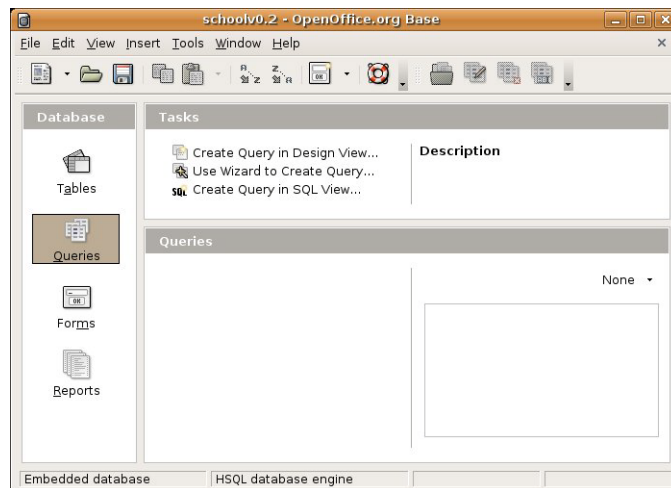 schoolv0.2 - OpenOffice.org Base
File Edit View Insert Tools Window Help
Database
Tables
Queries
Forms
Reports
Tasks
Create Query in Design View...
Use Wizard to Create Query...
SQL Create Query in SQL View...
Description
Queries
None
Embedded database HSQL database engine